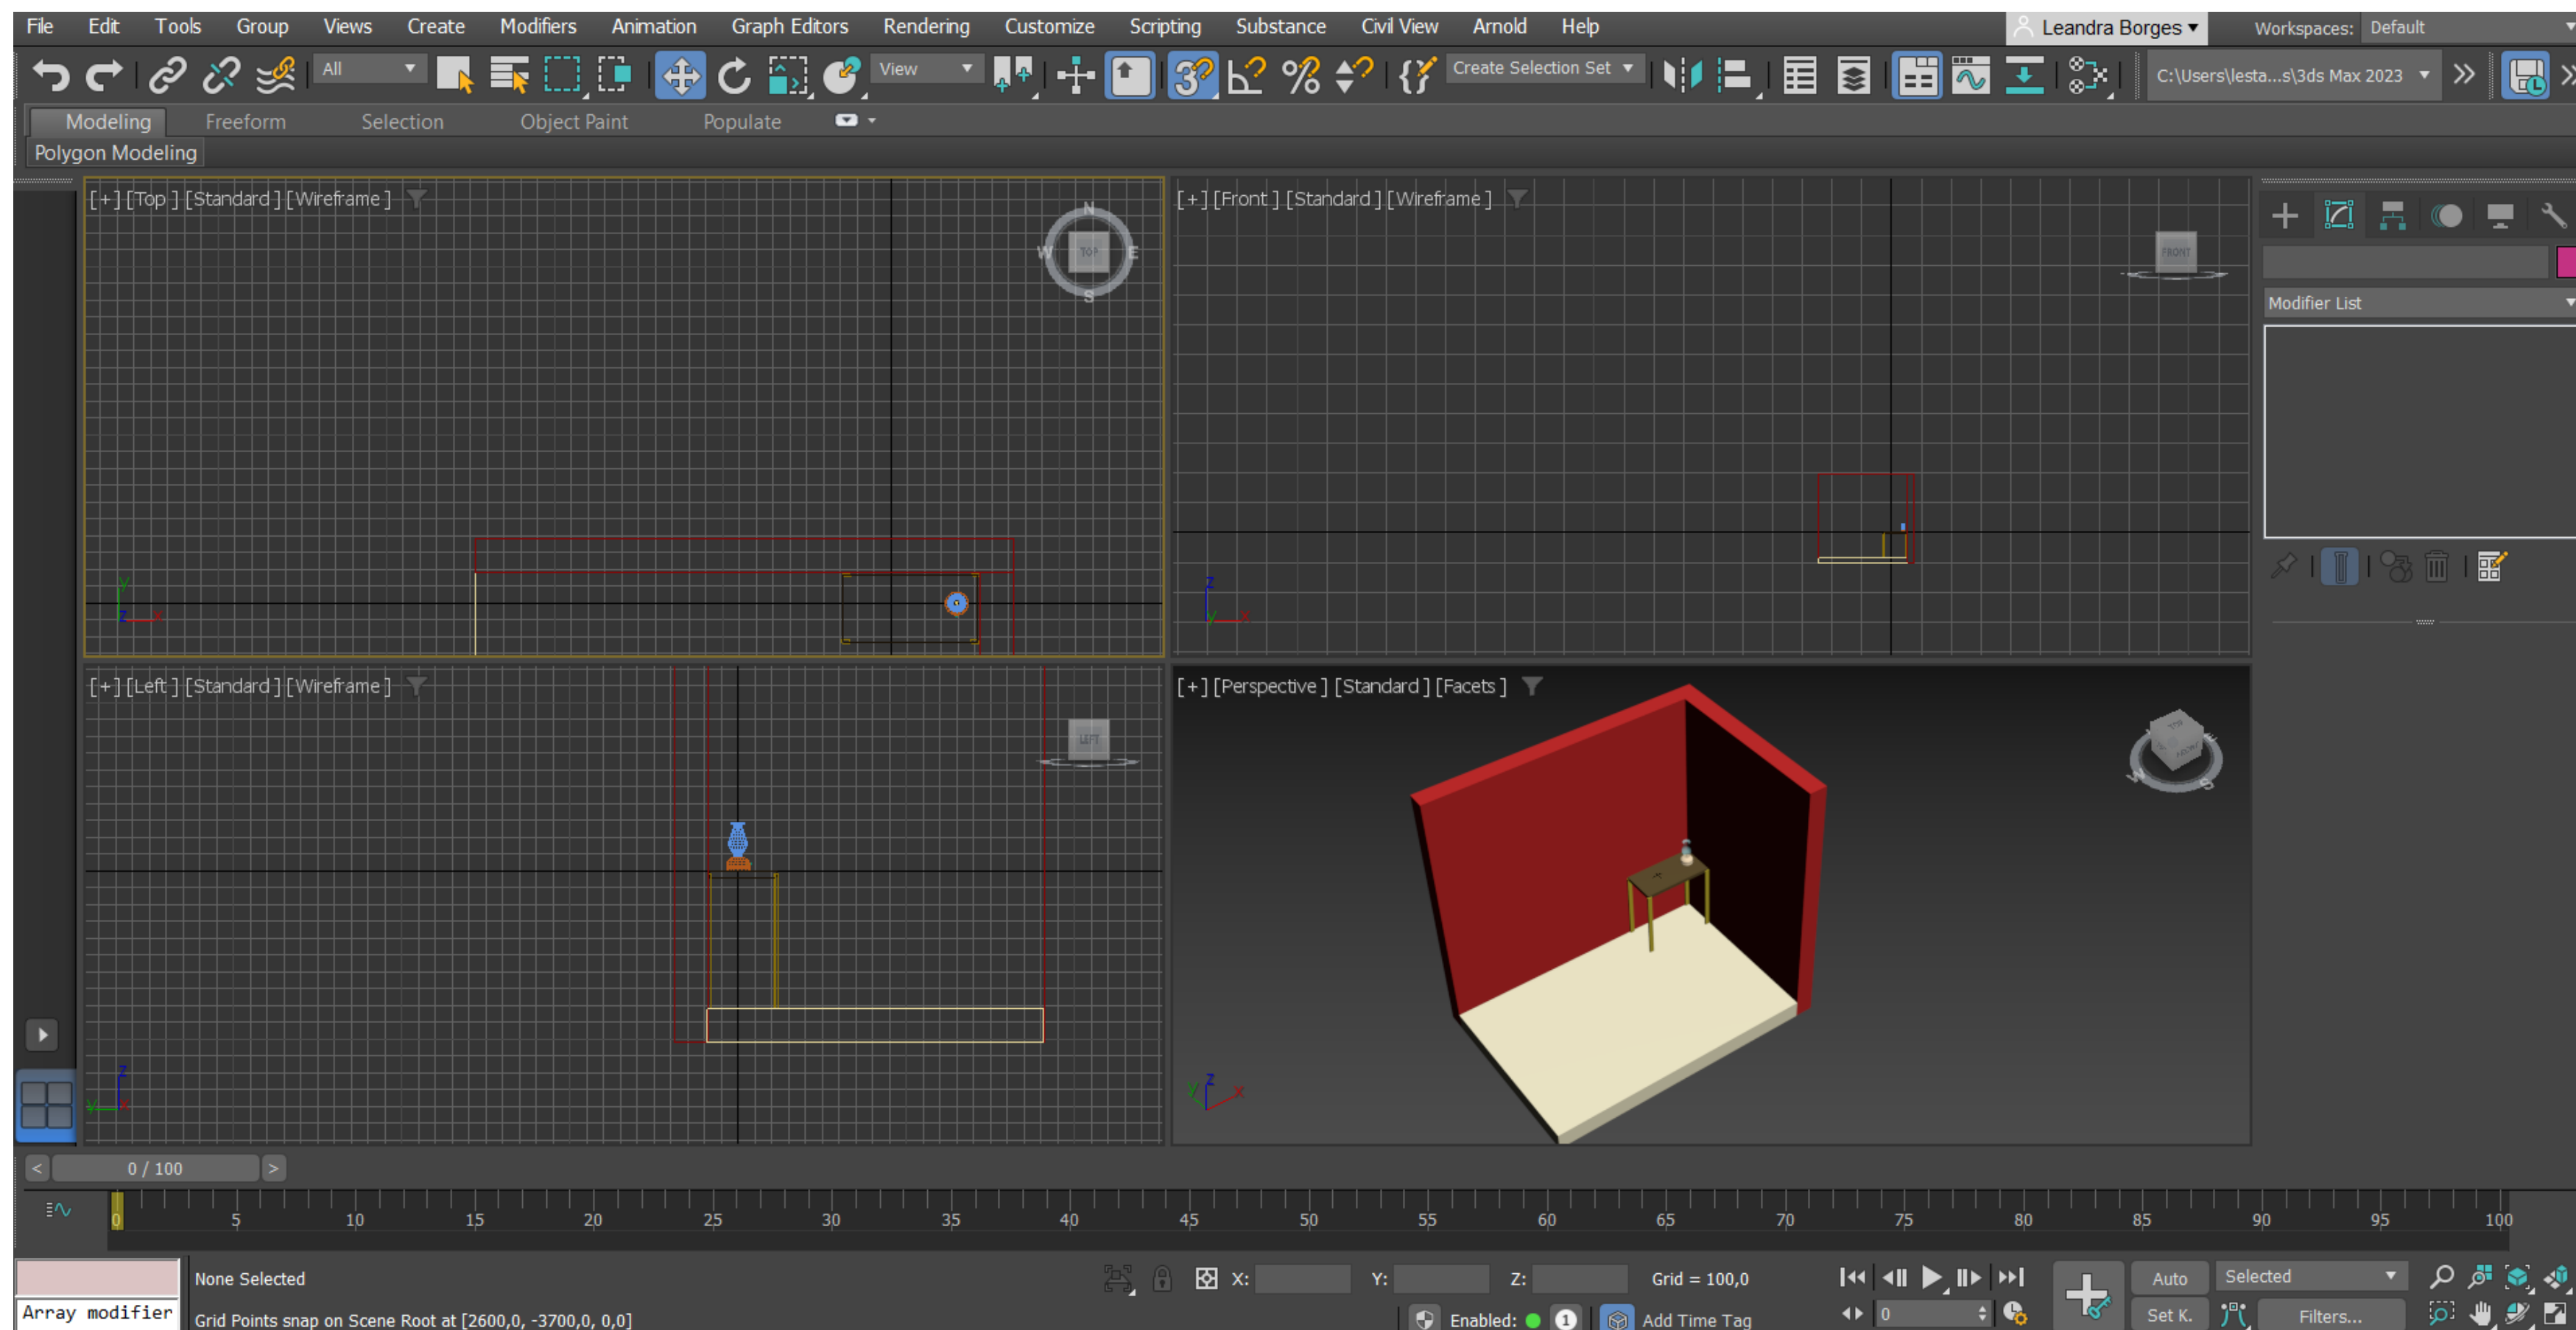 File Edit Tools Group Views Create Modifiers Animation Graph Editors Rendering Customize Scripting Substance Civil View Arnold Help Leandra Borges Workspaces: Default
All View Create Selection Set C:\Users\lesta...s\3ds Max 2023
Modeling Freeform Selection Object Paint Populate
Polygon Modeling
[+] [Top ] [Standard ] [Wireframe ]
N
W TOP E
S
y
z x
[+] [Front ] [Standard ] [Wireframe ]
FRONT
z
y x
Modifier List
[+] [Left ] [Standard ] [Wireframe ]
LEFT
z
y x
[+] [Perspective ] [Standard ] [Facets ]
W S
y z x
< 0 / 100 >
0 5 10 15 20 25 30 35 40 45 50 55 60 65 70 75 80 85 90 95 100
None Selected X: Y: Z: Grid = 100,0 Auto Selected
Array modifier Grid Points snap on Scene Root at [2600,0, -3700,0, 0,0] Enabled: 1 Add Time Tag 0 Set K. Filters...